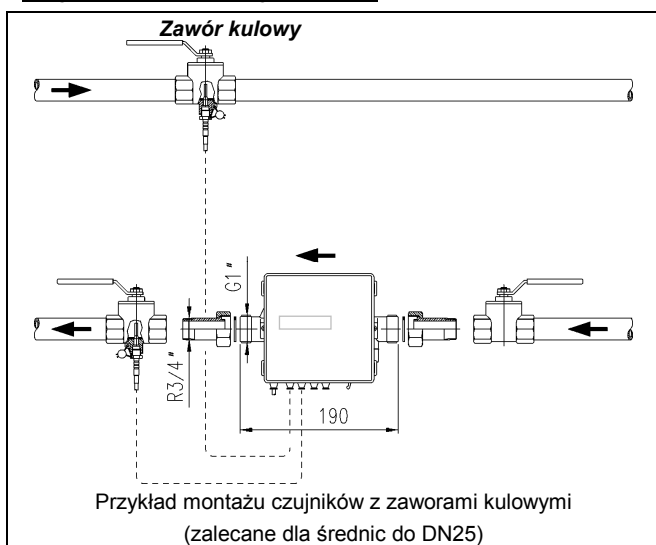 Zawór kulowy
G1"
R3/4"
190
Przykład montażu czujników z zaworami kulowymi
(zalecane dla średnic do DN25)